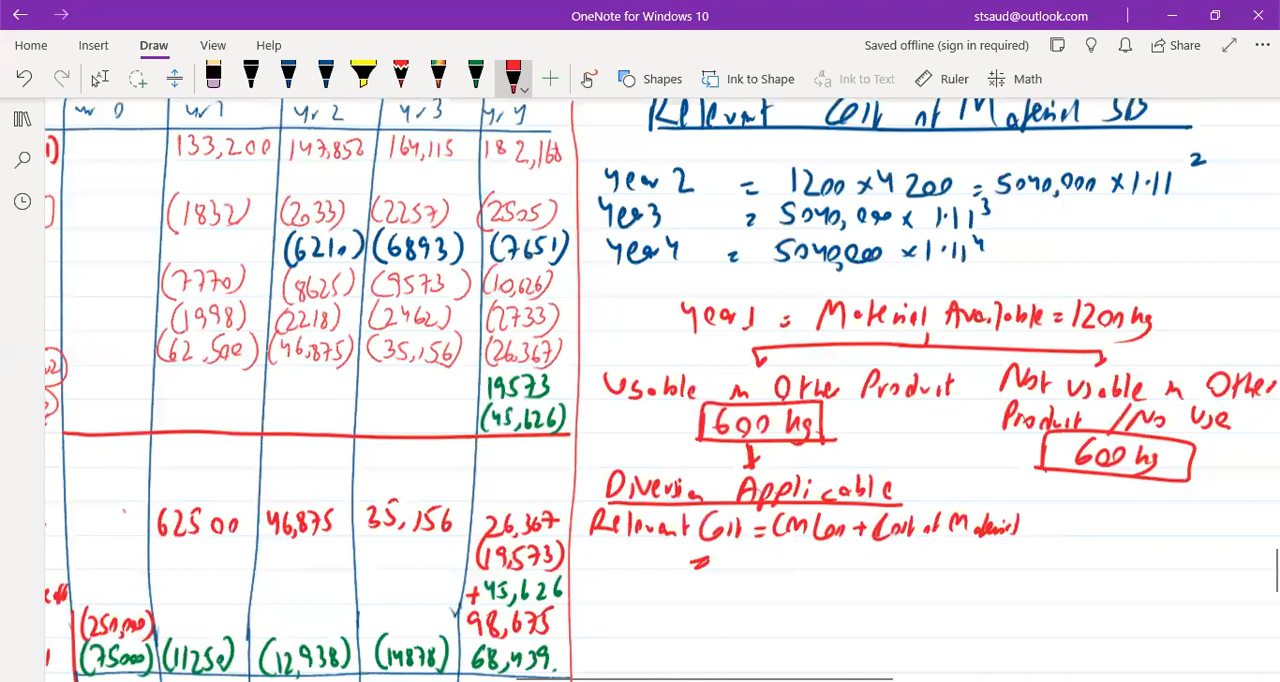 OneNote for Windows 10
stsaud@outlook.com
Home Insert Draw View Help
Saved offline (sign in required)
Share
Shapes
Ink to Shape
Ink to Text
Ruler
Math
yr 1 yr 2 yr 3 yr 4
133,200 147,852 164,115 182,168
(1832) (2033) (2257) (2505)
(6210) (6893) (7651)
(7770) (8625) (9573) (10,626)
(1998) (2218) (2462) (2733)
(62,500) (46,875) (35,156) (26,367)
19573
(45,626)
62500 46,875 35,156 26,367
(19,573)
+45,626
(250,000) 98,675
(75000) (11250) (12,938) (14878) 68,439.
Relevant Cost of Material SD
year 2 = 1200 x 4200 = 5040,000 x 1.11 2
year 3 = 5040,000 x 1.11 3
year 4 = 5040000 x 1.11 4
year 1 = Material Available = 1200 kg
Usable in Other Product
600 kg
Not usable in Other
Product / No use
600 kg
Diversion Applicable
Relevant Cost = CM Lost + Cost of Material
=